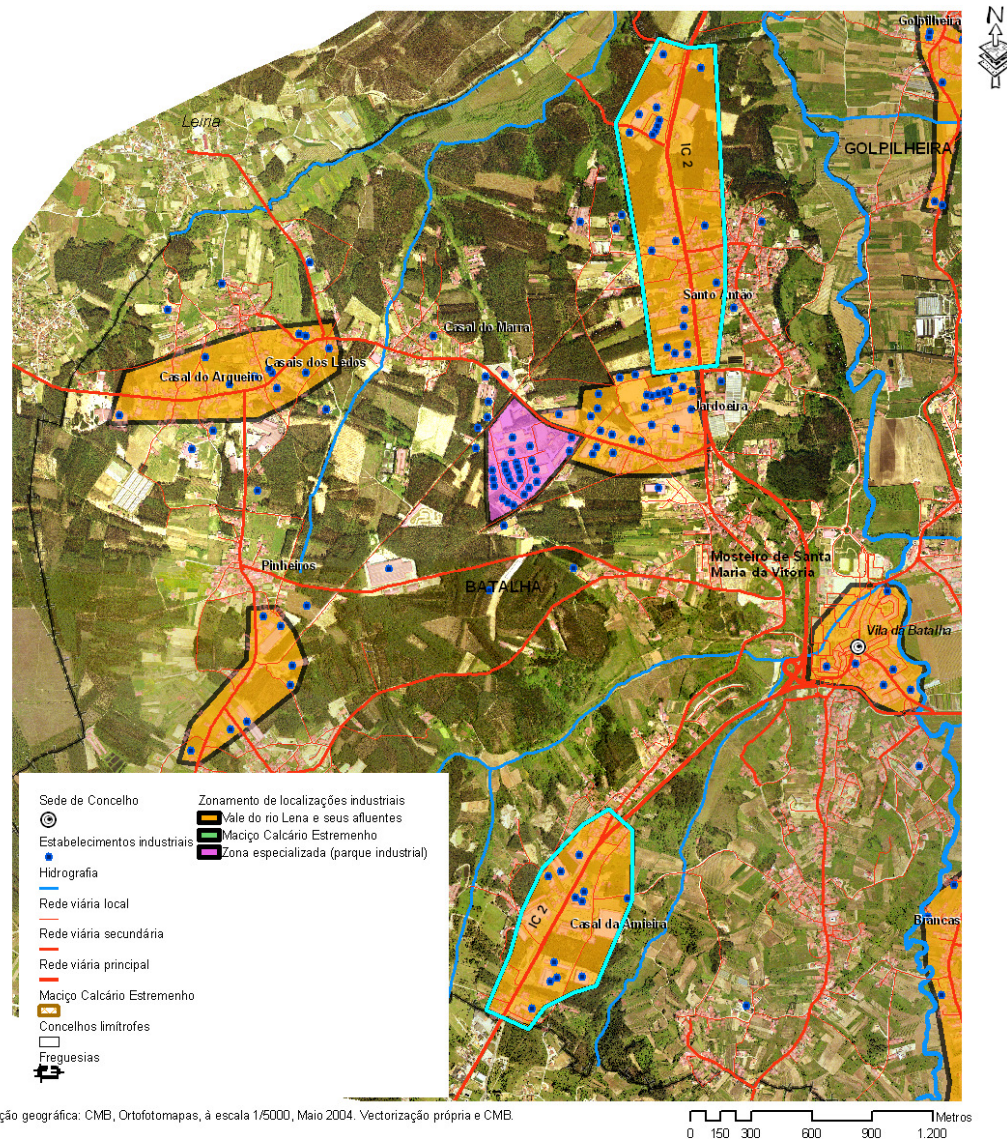 N
Golpilheira
Leiria
GOLPILHEIRA
IC 2
Santo Antão
Casal do Marra
Casais dos Ledos
Casal do Arqueiro
Jardoeira
Pinheiros
Mosteiro de Santa
Maria da Vitória
BATALHA
Vila da Batalha
Sede de Concelho
Estabelecimentos industriais
Hidrografia
Rede viária local
Rede viária secundária
Rede viária principal
Maciço Calcário Estremenho
Concelhos limítrofes
Freguesias
Zonamento de localizações industriais
Vale do rio Lena e seus afluentes
Maciço Calcário Estremenho
Zona especializada (parque industrial)
IC 2
Casal da Amieira
Brancas
ção geográfica: CMB, Ortofotomapas, à escala 1/5000, Maio 2004. Vectorização própria e CMB.
Metros
0 150 300 600 900 1.200